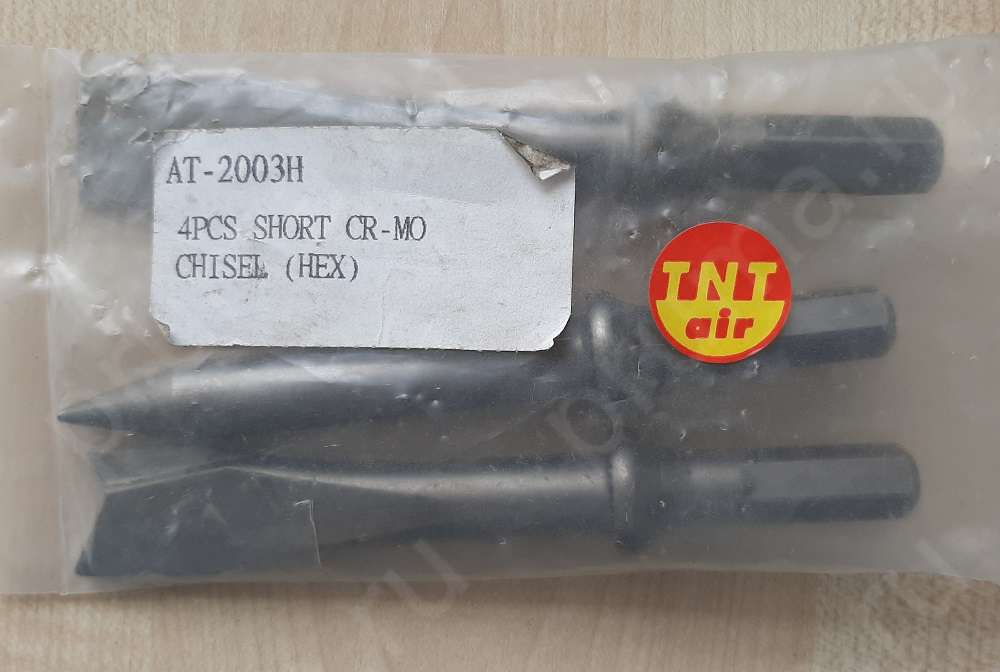 AT-2003H
4PCS SHORT CR-MO
CHISEL (HEX)
TNT
air